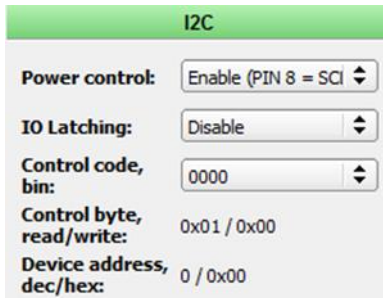 I2C
Power control: Enable (PIN 8 = SCl
IO Latching: Disable
Control code,
bin: 0000
Control byte,
read/write: 0x01 / 0x00
Device address,
dec/hex: 0 / 0x00